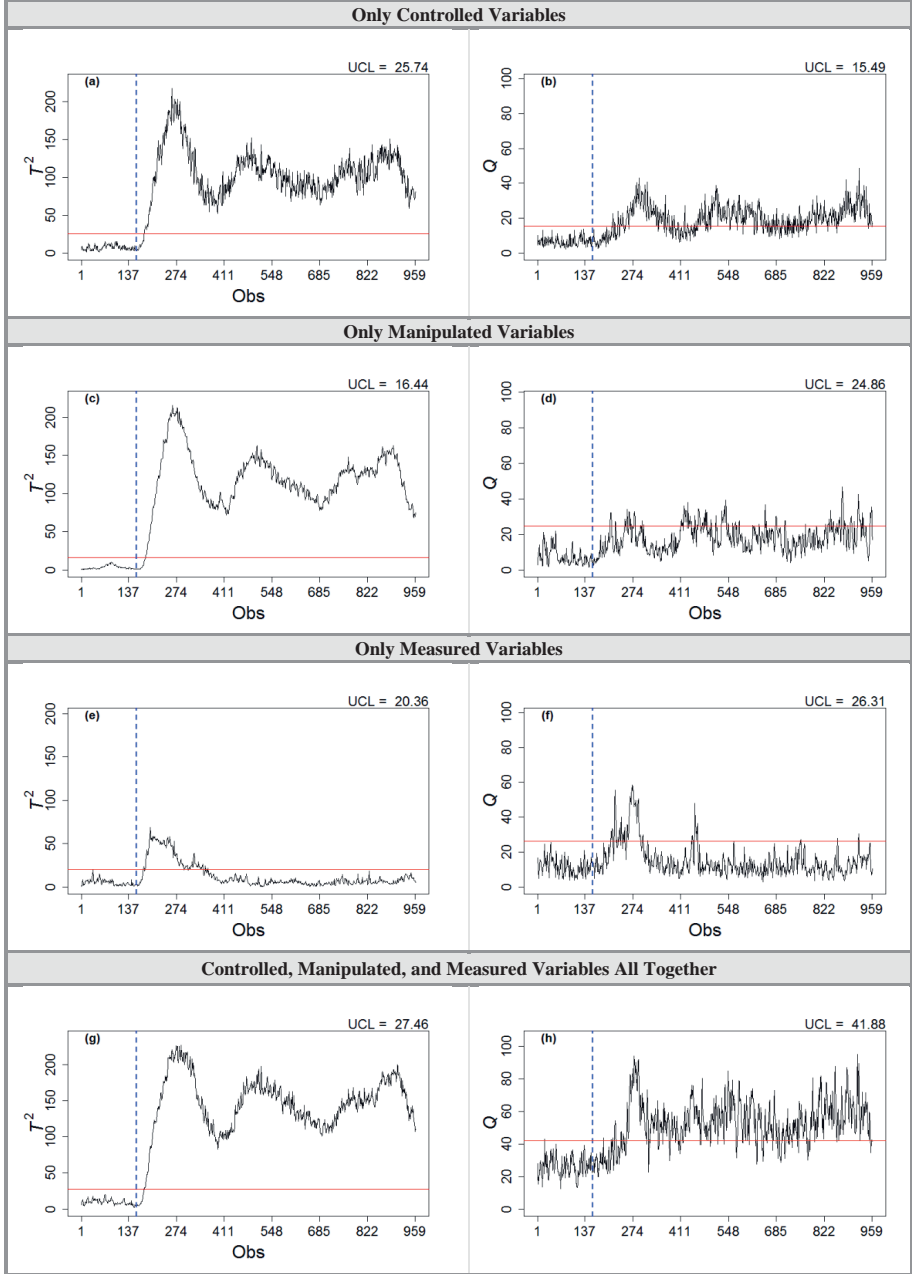 Only Controlled Variables
UCL = 25.74
(a)
T²
0 50 100 150 200
1 137 274 411 548 685 822 959
Obs
UCL = 15.49
(b)
Q
0 20 40 60 80 100
1 137 274 411 548 685 822 959
Obs
Only Manipulated Variables
UCL = 16.44
(c)
T²
0 50 100 150 200
1 137 274 411 548 685 822 959
Obs
UCL = 24.86
(d)
Q
0 20 40 60 80 100
1 137 274 411 548 685 822 959
Obs
Only Measured Variables
UCL = 20.36
(e)
T²
0 50 100 150 200
1 137 274 411 548 685 822 959
Obs
UCL = 26.31
(f)
Q
0 20 40 60 80 100
1 137 274 411 548 685 822 959
Obs
Controlled, Manipulated, and Measured Variables All Together
UCL = 27.46
(g)
T²
0 50 100 150 200
1 137 274 411 548 685 822 959
Obs
UCL = 41.88
(h)
Q
0 20 40 60 80 100
1 137 274 411 548 685 822 959
Obs